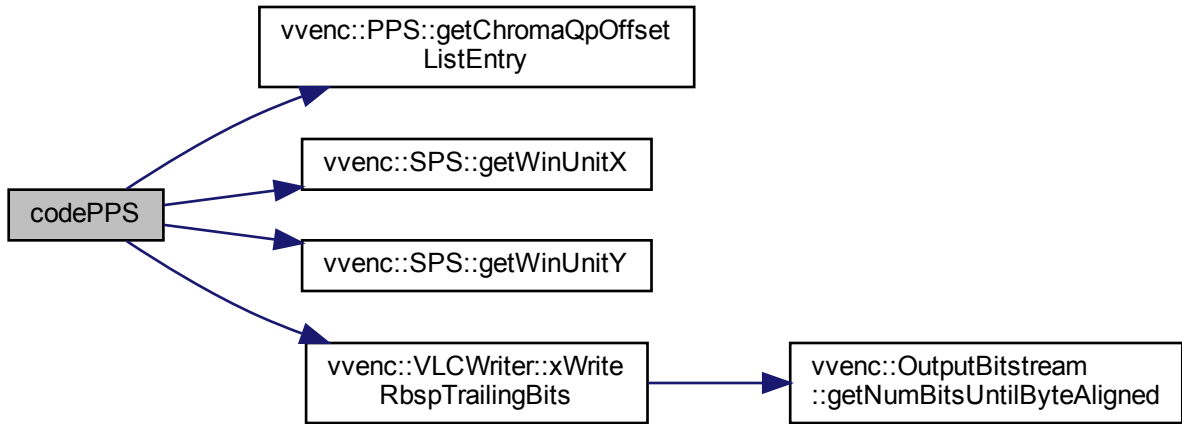 vvenc::PPS::getChromaQpOffset
ListEntry
vvenc::SPS::getWinUnitX
codePPS
vvenc::SPS::getWinUnitY
vvenc::VLCWriter::xWrite
RbspTrailingBits
vvenc::OutputBitstream
::getNumBitsUntilByteAligned